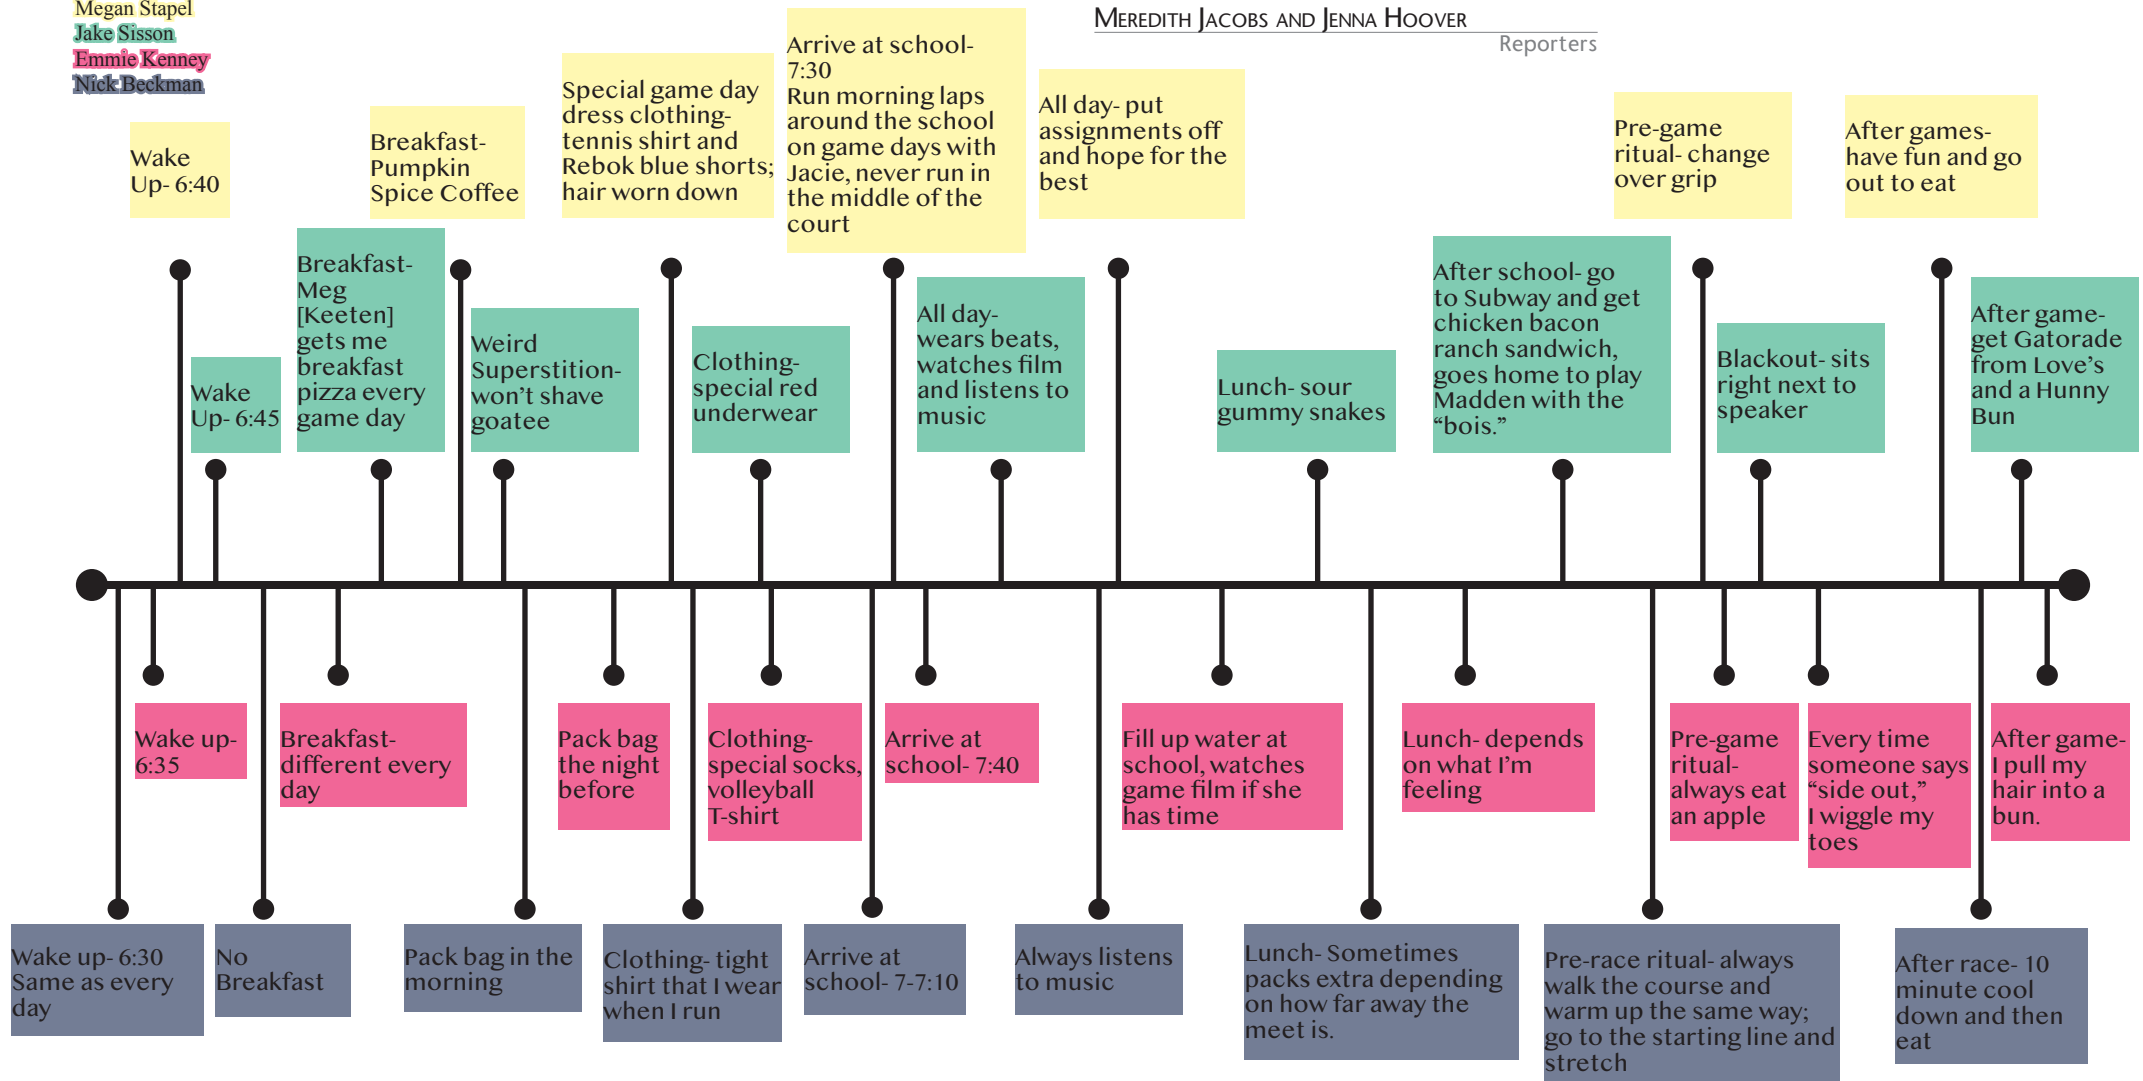 Megan Stapel
Jake Sisson
Emmie Kenney
Nick Beckman
MEREDITH JACOBS AND JENNA HOOVER
Reporters
Wake
Up- 6:40
Breakfast-
Pumpkin
Spice Coffee
Special game day
dress clothing-
tennis shirt and
Rebok blue shorts;
hair worn down
Arrive at school-
7:30
Run morning laps
around the school
on game days with
Jacie, never run in
the middle of the
court
All day- put
assignments off
and hope for the
best
Pre-game
ritual- change
over grip
After games-
have fun and go
out to eat
Wake
Up- 6:45
Breakfast-
Meg
[Keeten]
gets me
breakfast
pizza every
game day
Weird
Superstition-
won't shave
goatee
Clothing-
special red
underwear
All day-
wears beats,
watches film
and listens to
music
Lunch- sour
gummy snakes
After school- go
to Subway and get
chicken bacon
ranch sandwich,
goes home to play
Madden with the
“bois.”
Blackout- sits
right next to
speaker
After game-
get Gatorade
from Love's
and a Hunny
Bun
Wake up-
6:35
Breakfast-
different every
day
Pack bag
the night
before
Clothing-
special socks,
volleyball
T-shirt
Arrive at
school- 7:40
Fill up water at
school, watches
game film if she
has time
Lunch- depends
on what I'm
feeling
Pre-game
ritual-
always eat
an apple
Every time
someone says
“side out,”
I wiggle my
toes
After game-
I pull my
hair into a
bun.
Wake up- 6:30
Same as every
day
No
Breakfast
Pack bag in the
morning
Clothing- tight
shirt that I wear
when I run
Arrive at
school- 7-7:10
Always listens
to music
Lunch- Sometimes
packs extra depending
on how far away the
meet is.
Pre-race ritual- always
walk the course and
warm up the same way;
go to the starting line and
stretch
After race- 10
minute cool
down and then
eat